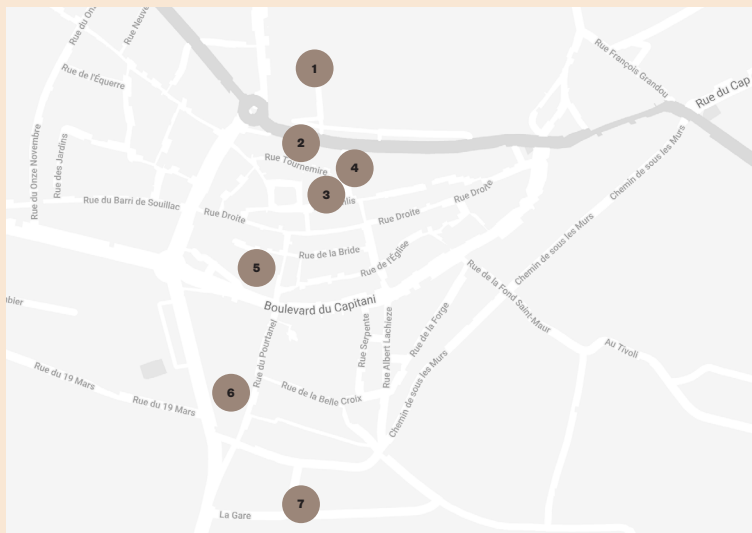 Rue du On
Rue Neuve
1
Rue François Grandou
Rue de l'Équerre
Rue du Cap
2
Rue Tournemire
4
3
Rue du Onze Novembre
Rue des Jardins
Chemin de sous les Murs
Rue du Barri de Souillac
Rue Droite
Rue Droite
Rue Droite
Rue de la Bride
Rue de l'Église
5
Chemin de sous les Murs
Rue de la Fond Saint-Maur
Boulevard du Capitani
Rue du Pourtanel
Rue Serpente
Rue Albert Lachieze
Rue de la Forge
Au Tivoli
Rue du 19 Mars
Rue du 19 Mars
6
Rue de la Belle Croix
Chemin de sous les Murs
7
La Gare